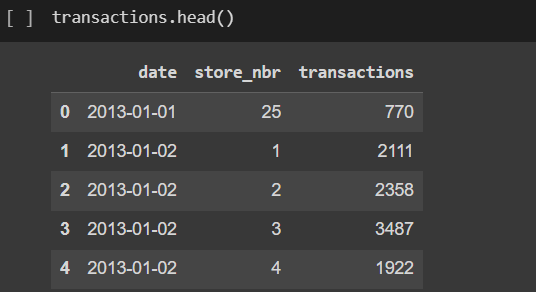 [ ] transactions.head()
date store_nbr transactions
0 2013-01-01 25 770
1 2013-01-02 1 2111
2 2013-01-02 2 2358
3 2013-01-02 3 3487
4 2013-01-02 4 1922